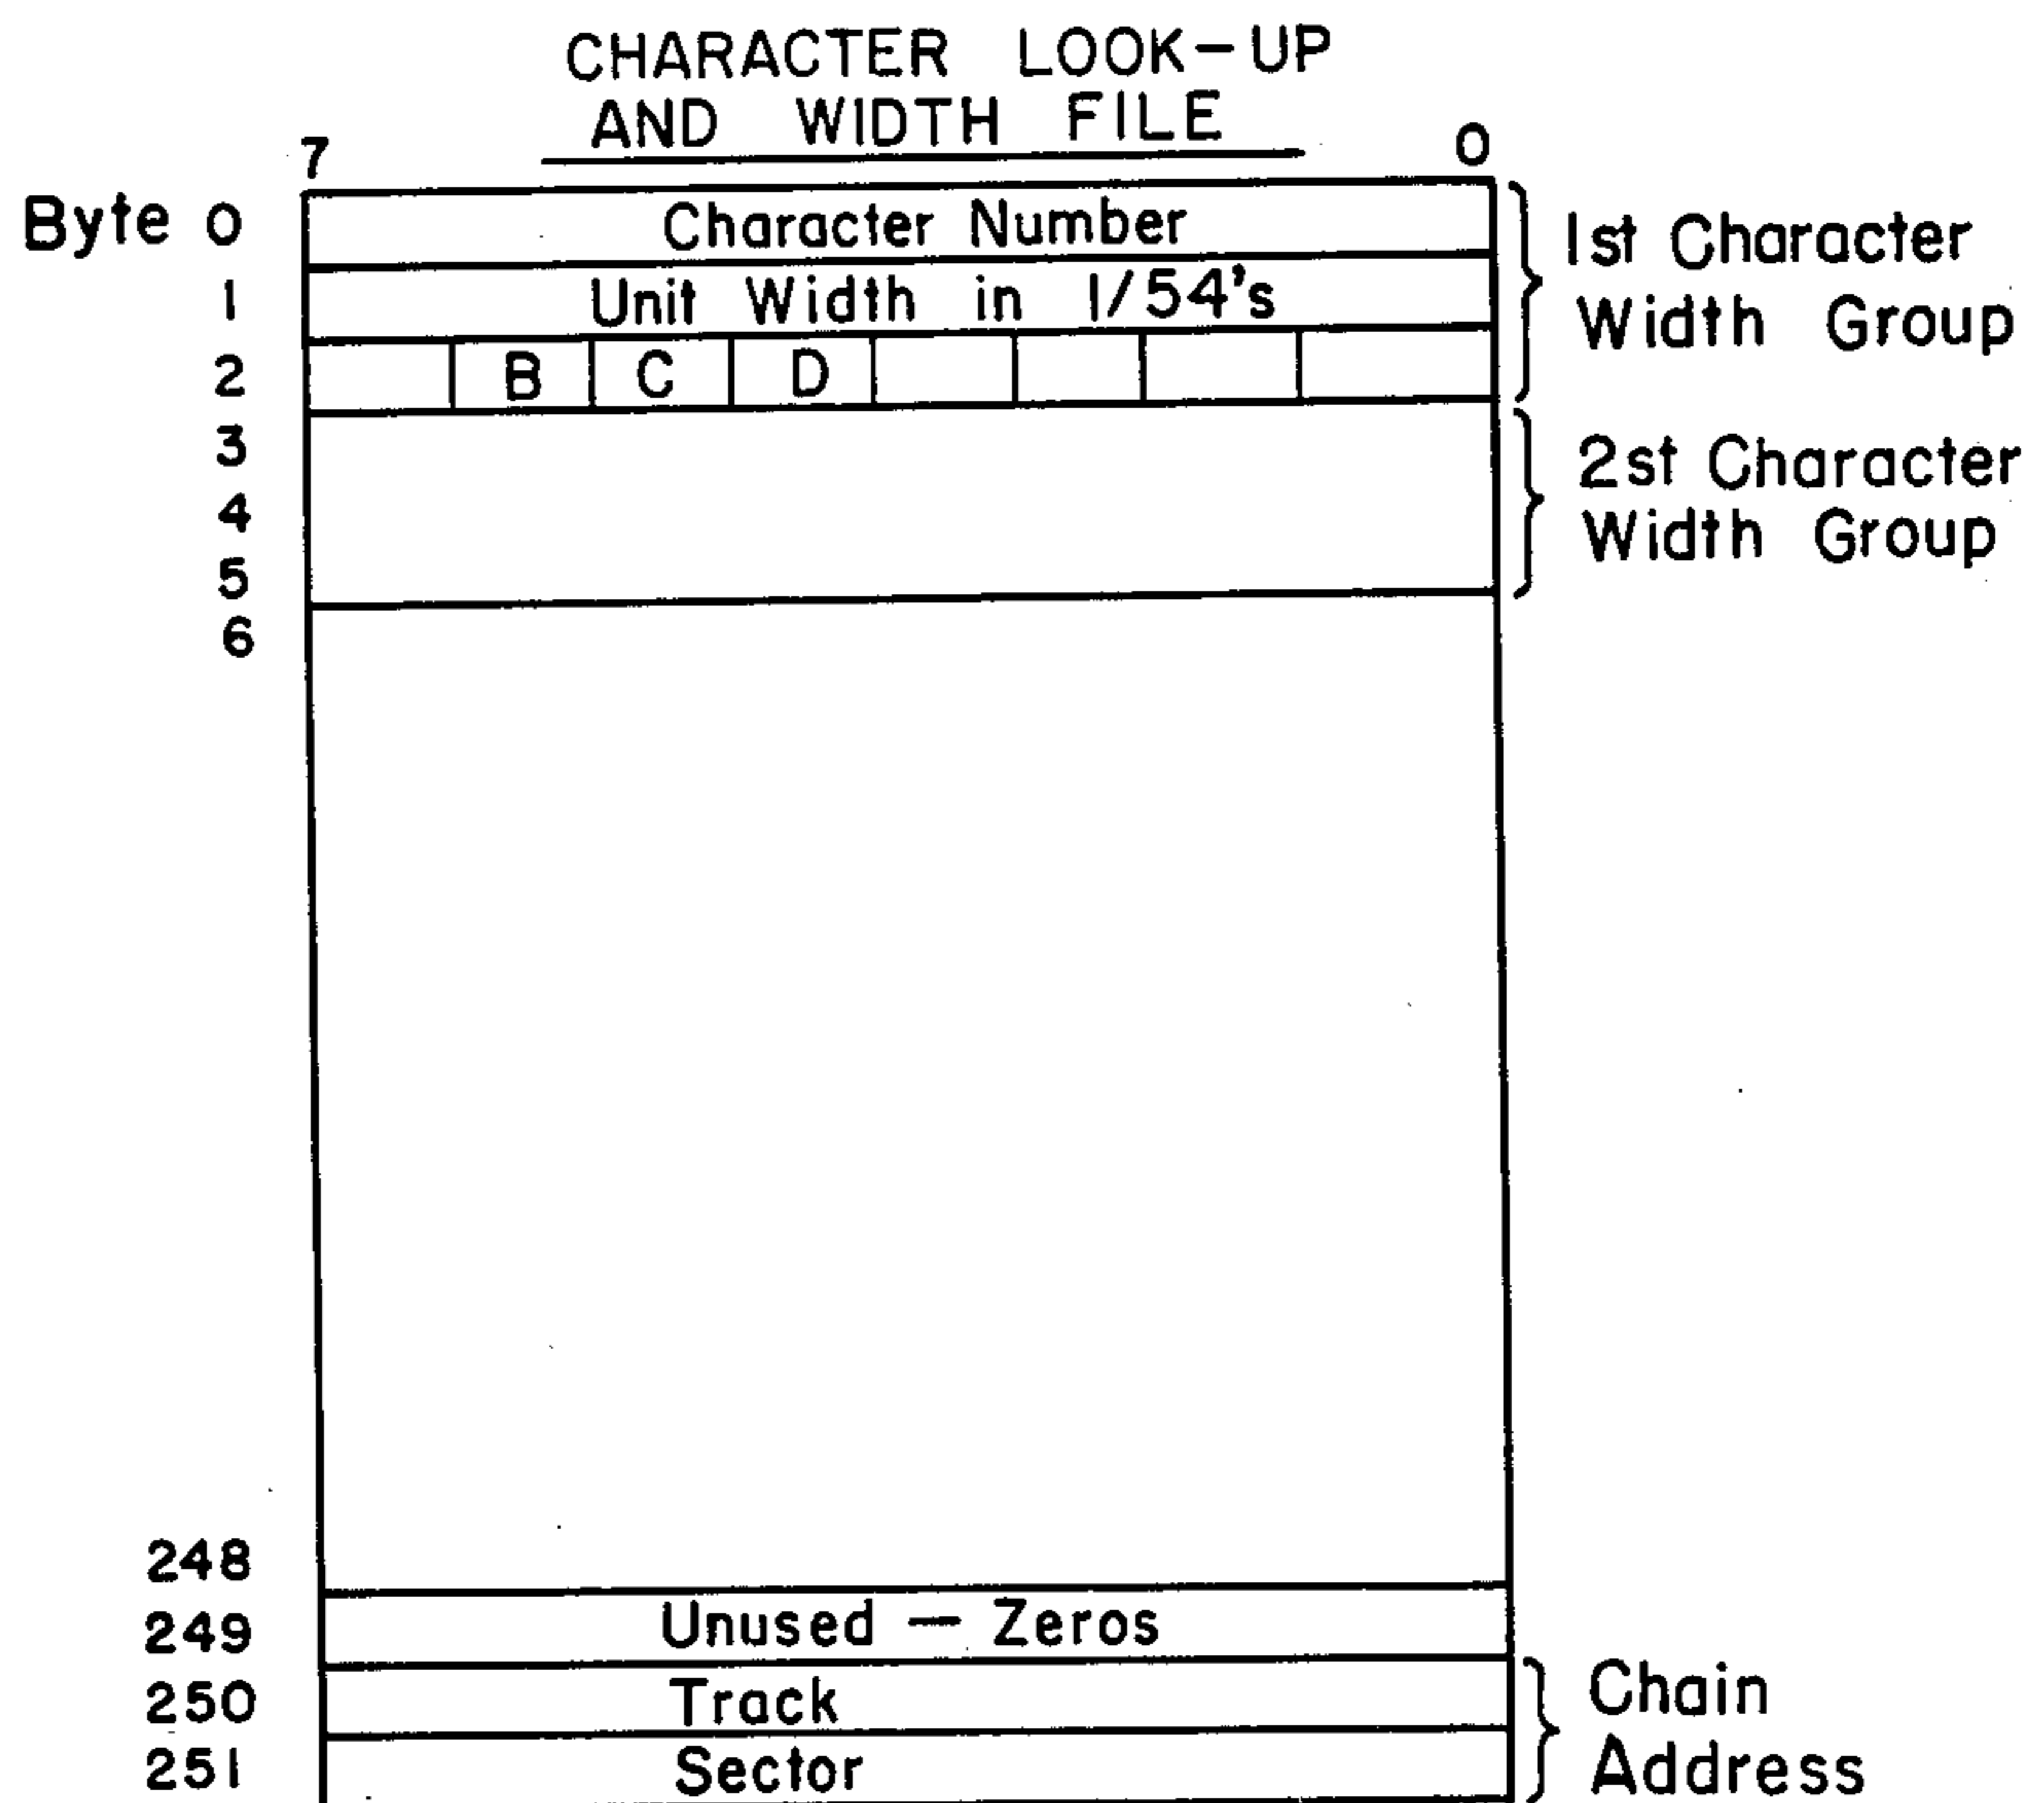 CHARACTER LOOK-UP
AND WIDTH FILE
7 0
Byte 0 Character Number
1 Unit Width in 1/54's
1st Character
Width Group
2 B C D
3
4
5
2st Character
Width Group
6
248
249 Unused — Zeros
250 Track
251 Sector
Chain
Address